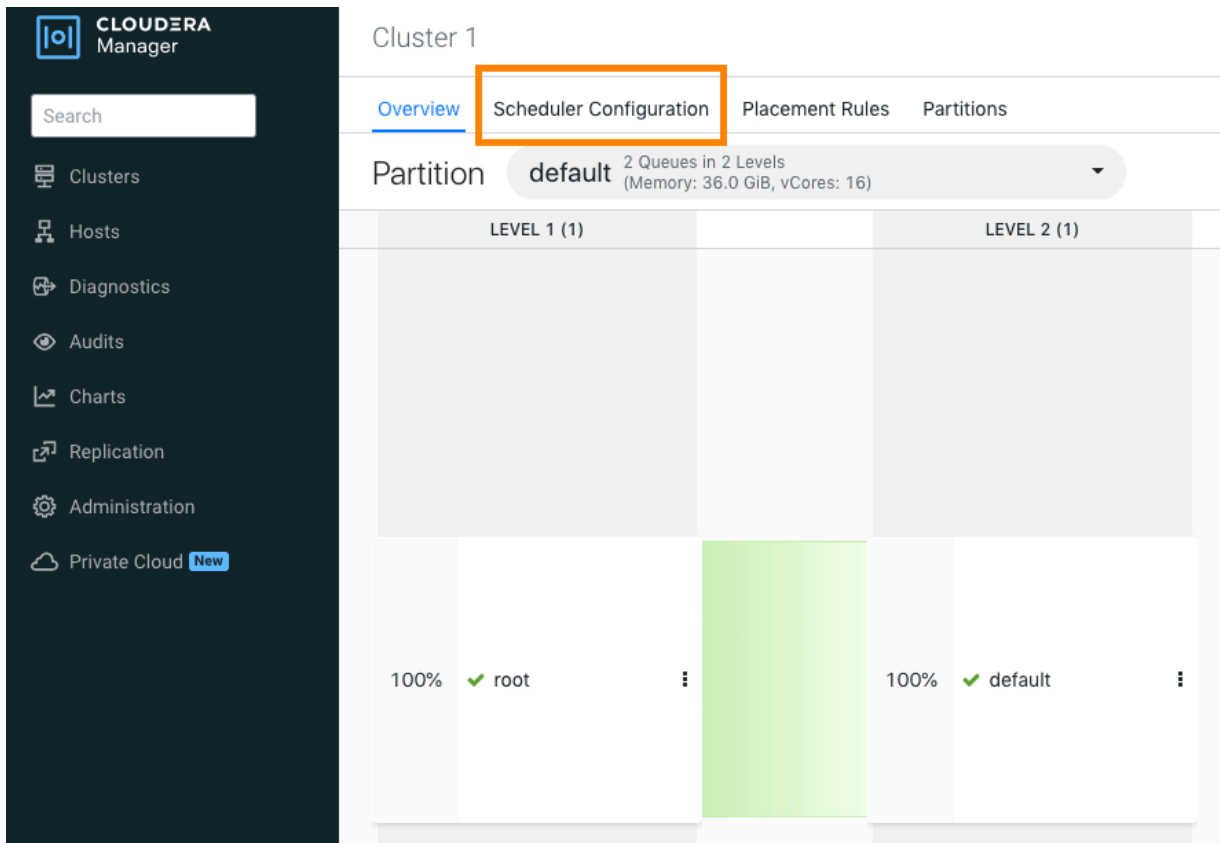 CLOUDERA
Manager
Search
Clusters
Hosts
Diagnostics
Audits
Charts
Replication
Administration
Private Cloud New
Cluster 1
Overview Scheduler Configuration Placement Rules Partitions
Partition default 2 Queues in 2 Levels
(Memory: 36.0 GiB, vCores: 16)
LEVEL 1 (1) LEVEL 2 (1)
100% root 100% default